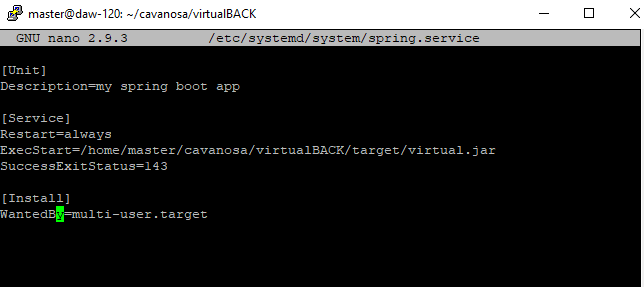 master@daw-120: ~/cavanosa/virtualBACK
GNU nano 2.9.3 /etc/systemd/system/spring.service
[Unit]
Description=my spring boot app
[Service]
Restart=always
ExecStart=/home/master/cavanosa/virtualBACK/target/virtual.jar
SuccessExitStatus=143
[Install]
WantedBy=multi-user.target